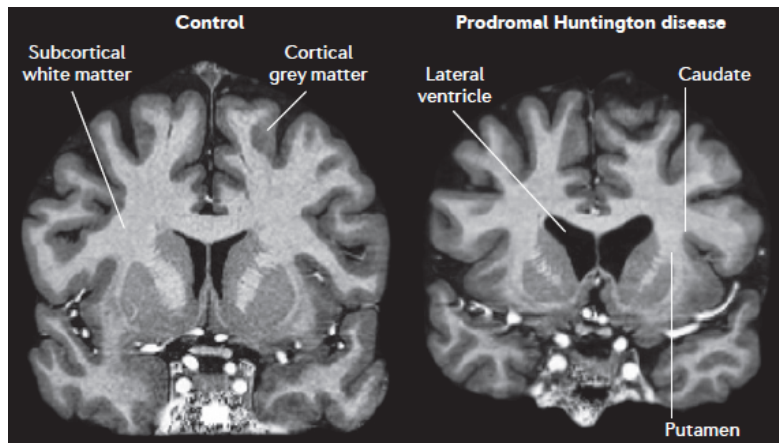 Control
Prodromal Huntington disease
Subcortical
white matter
Cortical
grey matter
Lateral
ventricle
Caudate
Putamen